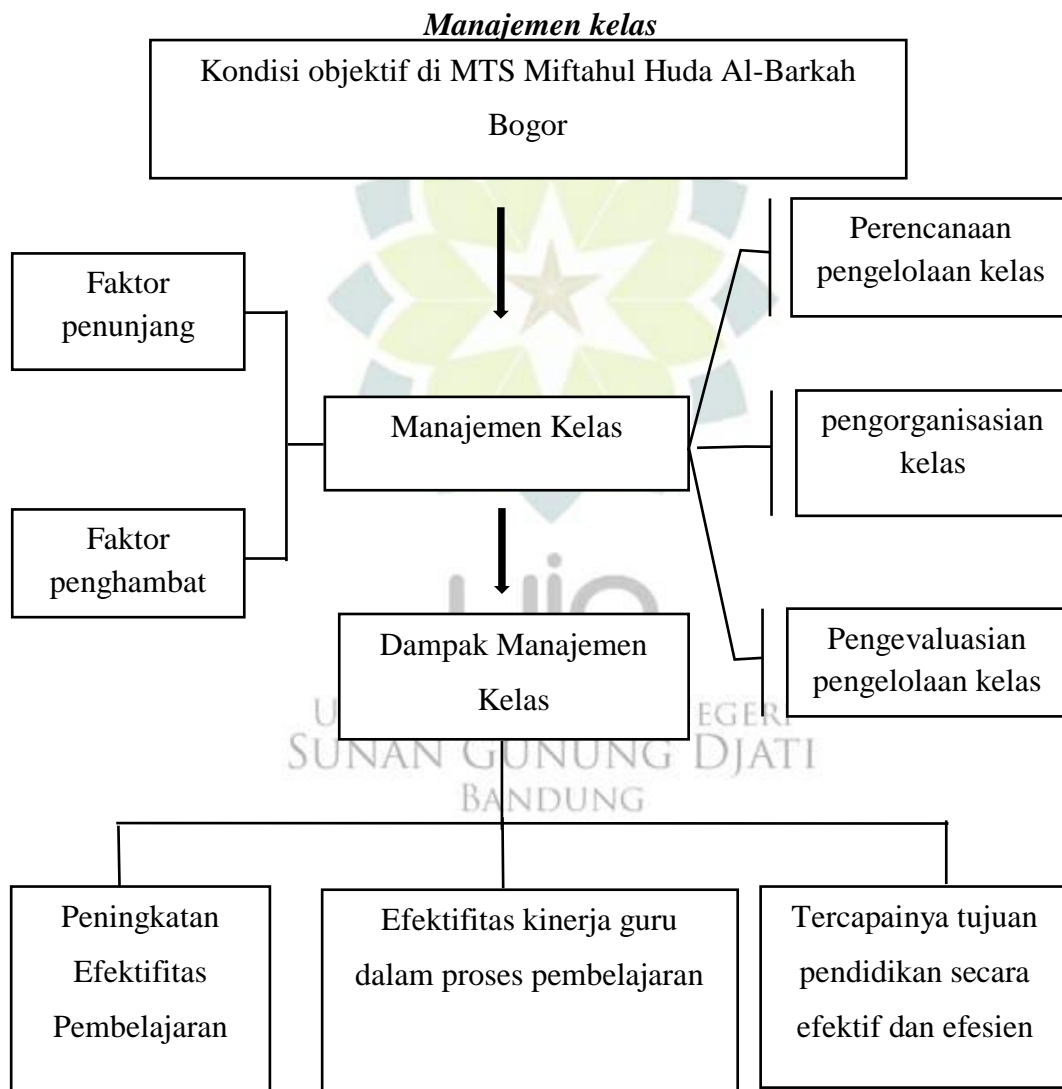 Manajemen kelas
Kondisi objektif di MTS Miftahul Huda Al-Barkah
Bogor
Perencanaan
pengelolaan kelas
Faktor
penunjang
Manajemen Kelas
pengorganisasian
kelas
Faktor
penghambat
uin
Dampak Manajemen
Kelas
Pengevaluasian
pengelolaan kelas
U EGERI
SUNAN GUNUNG DJATI
BANDUNG
Peningkatan
Efektifitas
Pembelajaran
Efektifitas kinerja guru
dalam proses pembelajaran
Tercapainya tujuan
pendidikan secara
efektif dan efesien